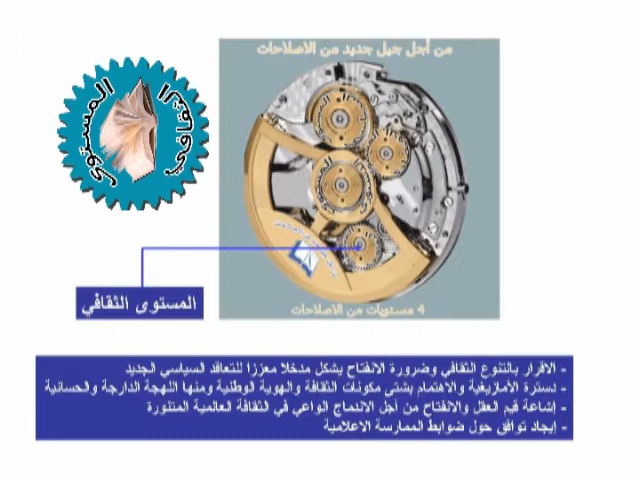 من أجل جيل جديد من الاصلاحات
المستوى
الثقافي
المستوى
المستوى
4 مستويات من الاصلاحات
المستوى الثقافي
- الاقرار بالتنوع الثقافي وضرورة الانفتاح يشكل مدخلا معززا للتعاقد السياسي الجديد
- دسترة الأمازيغية والاهتمام بشتى مكونات الثقافة والهوية الوطنية ومنها اللهجة الدارجة والحسانية
- إشاعة قيم العقل والانفتاح من أجل الاندماج الواعي في الثقافة العالمية المتنورة
- إيجاد توافق حول ضوابط الممارسة الاعلامية